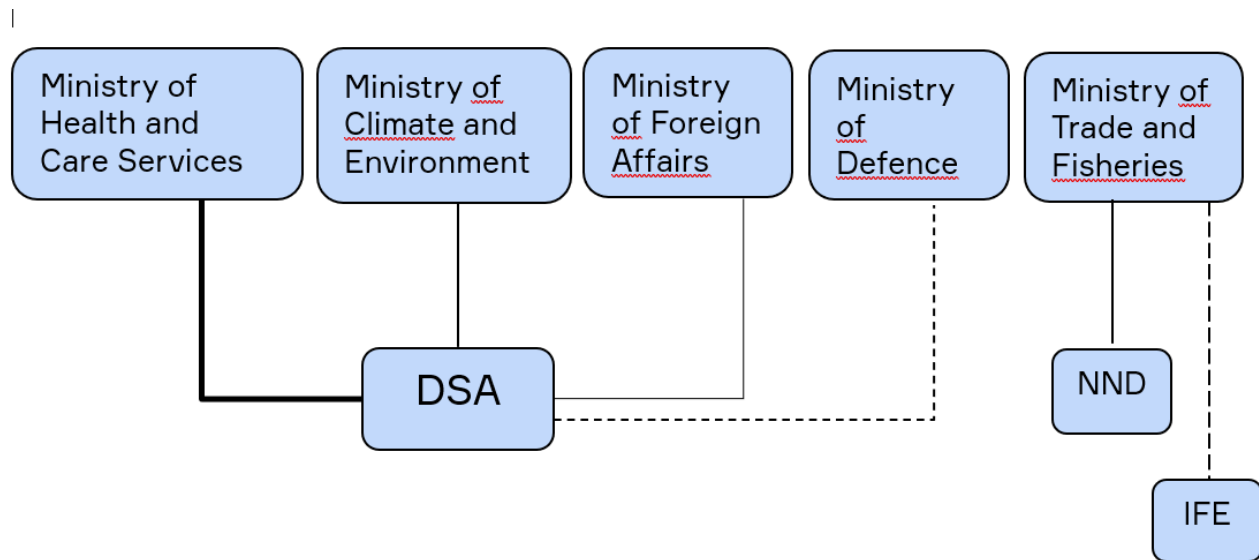 Ministry of
Health and
Care Services
Ministry of
Climate and
Environment
Ministry
of Foreign
Affairs
Ministry
of
Defence
Ministry of
Trade and
Fisheries
DSA
NND
IFE